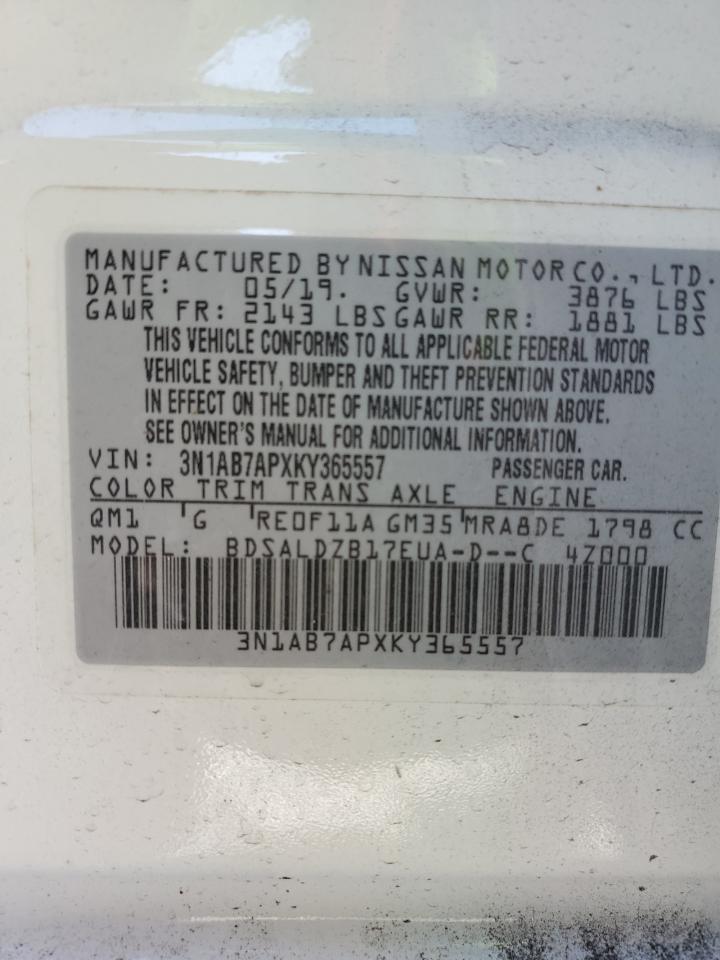 MANUFACTURED BY NISSAN MOTOR CO., LTD.
DATE: 05/19. GVWR: 3876 LBS
GAWR FR: 2143 LBS GAWR RR: 1881 LBS
THIS VEHICLE CONFORMS TO ALL APPLICABLE FEDERAL MOTOR
VEHICLE SAFETY, BUMPER AND THEFT PREVENTION STANDARDS
IN EFFECT ON THE DATE OF MANUFACTURE SHOWN ABOVE.
SEE OWNER'S MANUAL FOR ADDITIONAL INFORMATION.
VIN: 3N1AB7APXKY365557 PASSENGER CAR.
COLOR TRIM TRANS AXLE ENGINE
QM1 G RE0F11A GM35 MRA8DE 1798 CC
MODEL: BDSALDZB17EUA-D--C 4Z000
3N1AB7APXKY365557